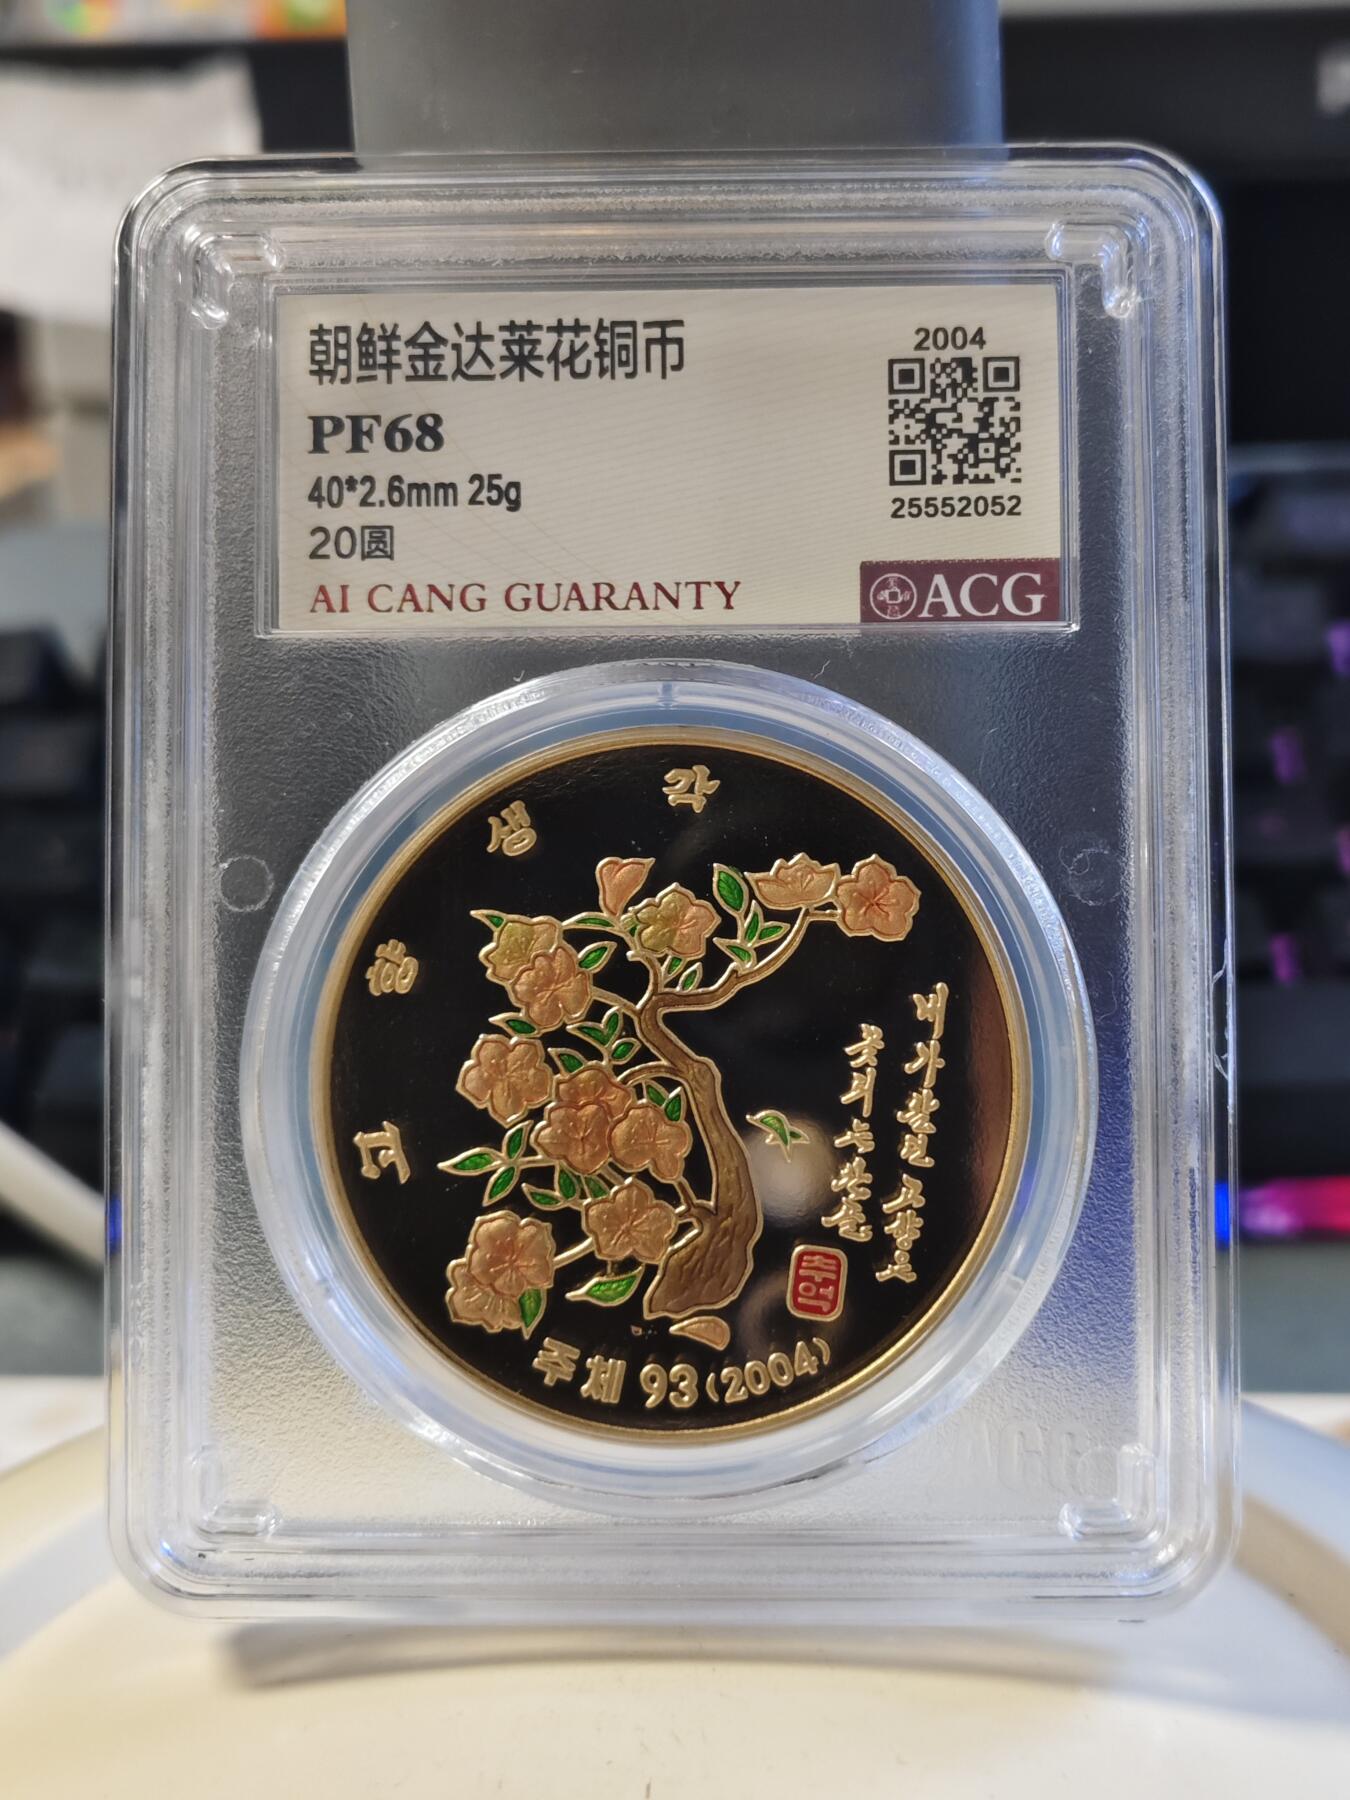 朝鲜金达莱花铜币
2004
PF68
40*2.6mm 25g
25552052
20圆
AI CANG GUARANTY
ACG
고향생각
내가 살던 고향은
꽃피는 산골
주체 93 (2004)